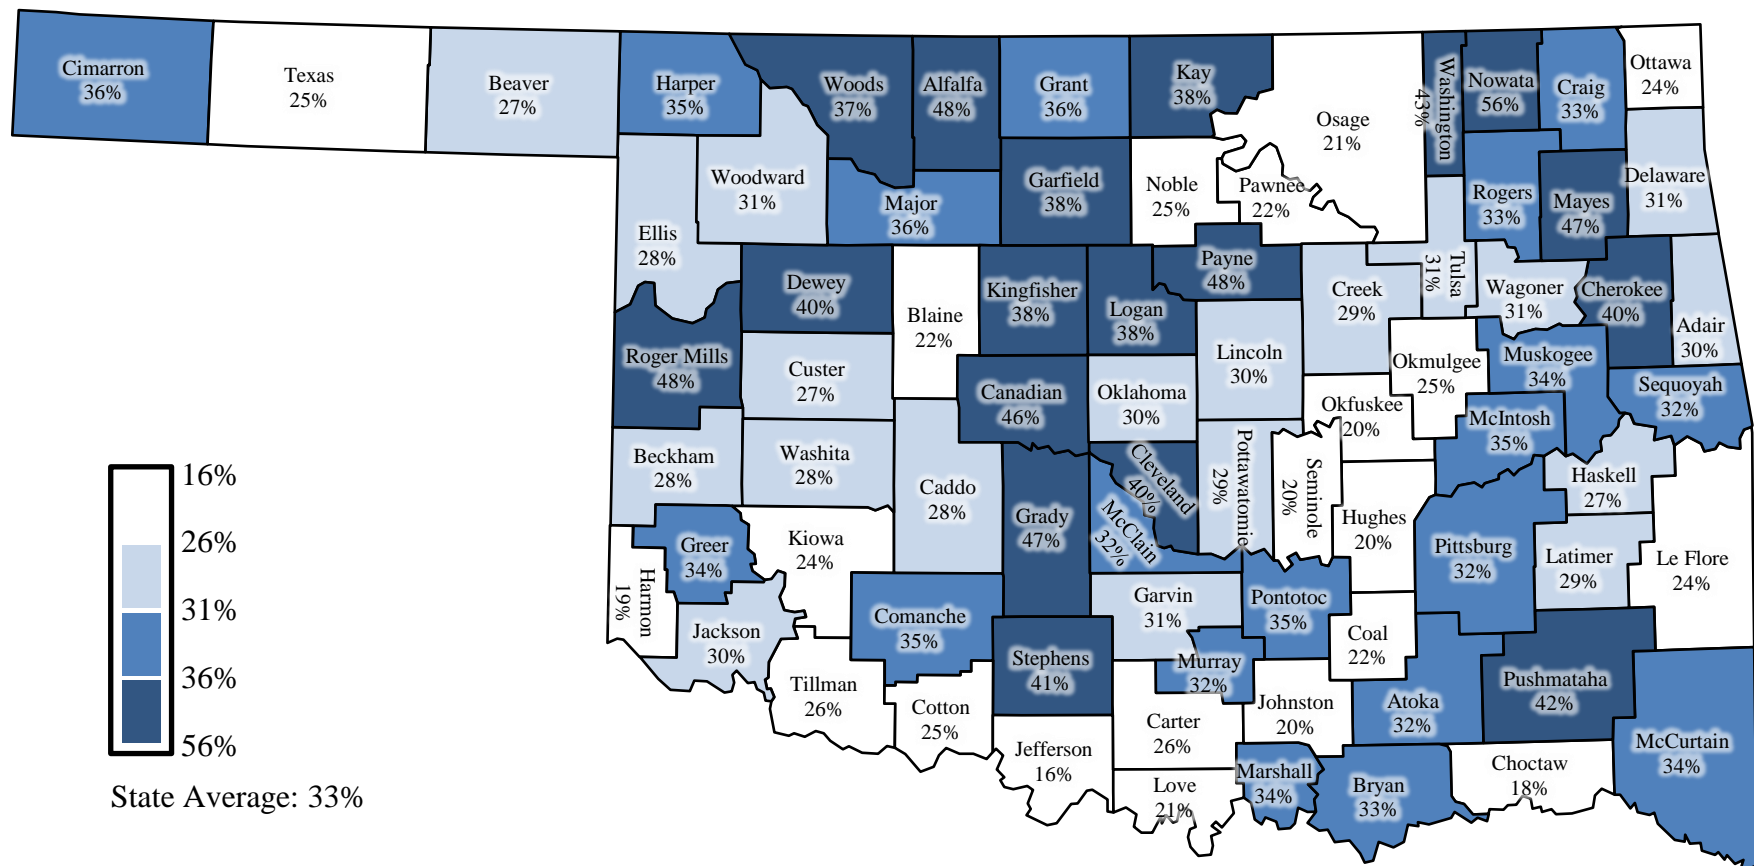 Cimarron
36%
Texas
25%
Beaver
27%
Harper
35%
Woods
37%
Alfalfa
48%
Grant
36%
Kay
38%
Osage
21%
Washington
43%
Nowata
56%
Craig
33%
Ottawa
24%
Woodward
31%
Major
36%
Garfield
38%
Noble
25%
Pawnee
22%
Rogers
33%
Mayes
47%
Delaware
31%
Ellis
28%
Dewey
40%
Blaine
22%
Kingfisher
38%
Logan
38%
Payne
48%
Creek
29%
Tulsa
31%
Wagoner
31%
Cherokee
40%
Adair
30%
Roger Mills
48%
Custer
27%
Canadian
46%
Oklahoma
30%
Lincoln
30%
Okmulgee
25%
Muskogee
34%
Sequoyah
32%
Okfuskee
20%
McIntosh
35%
Beckham
28%
Washita
28%
Caddo
28%
Grady
47%
Cleveland
40%
McClain
32%
Pottawatomie
29%
Seminole
20%
Hughes
20%
Pittsburg
32%
Haskell
27%
Latimer
29%
Le Flore
24%
Greer
34%
Kiowa
24%
Harmon
19%
Jackson
30%
Comanche
35%
Garvin
31%
Pontotoc
35%
Coal
22%
Stephens
41%
Murray
32%
Tillman
26%
Cotton
25%
Carter
26%
Johnston
20%
Atoka
32%
Pushmataha
42%
McCurtain
34%
Jefferson
16%
Love
21%
Marshall
34%
Bryan
33%
Choctaw
18%
16%
26%
31%
36%
56%
State Average: 33%